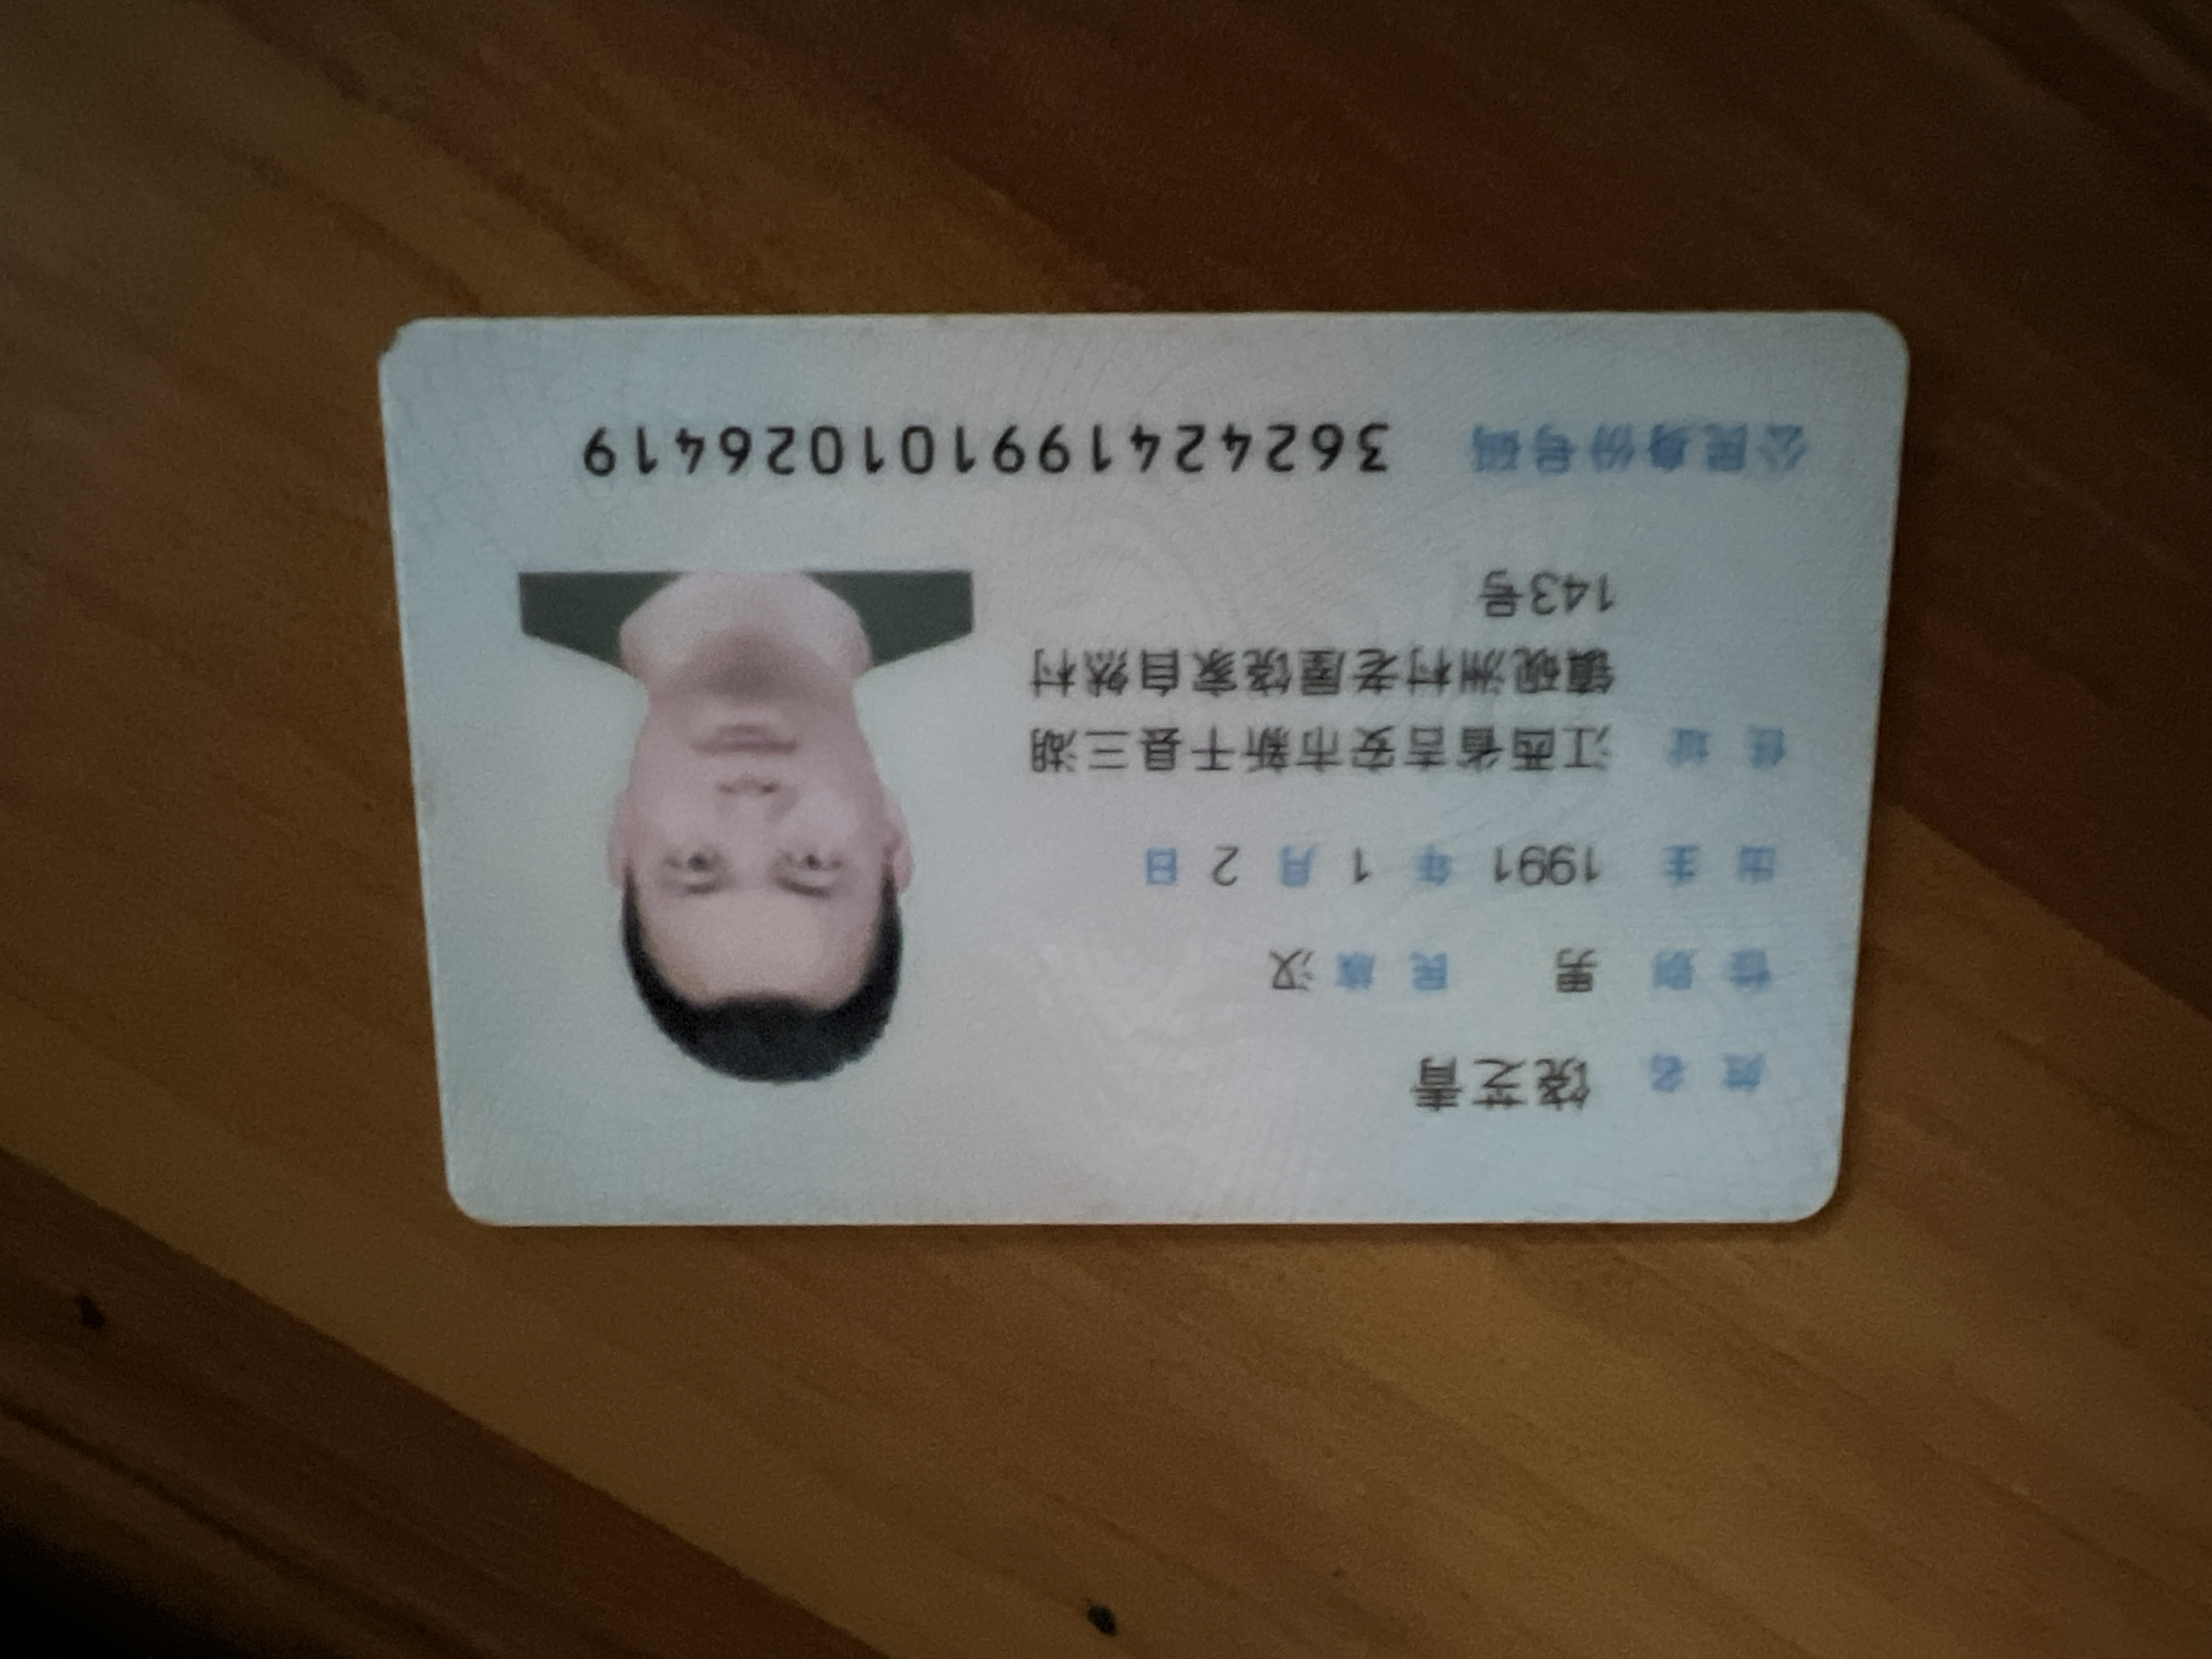 姓名 饶芝青
性别 男 民族 汉
出生 1991 年 1 月 2 日
住址 江西省吉安市新干县三湖
镇砚洲村老屋饶家自然村
143号
公民身份号码 362424199101026419